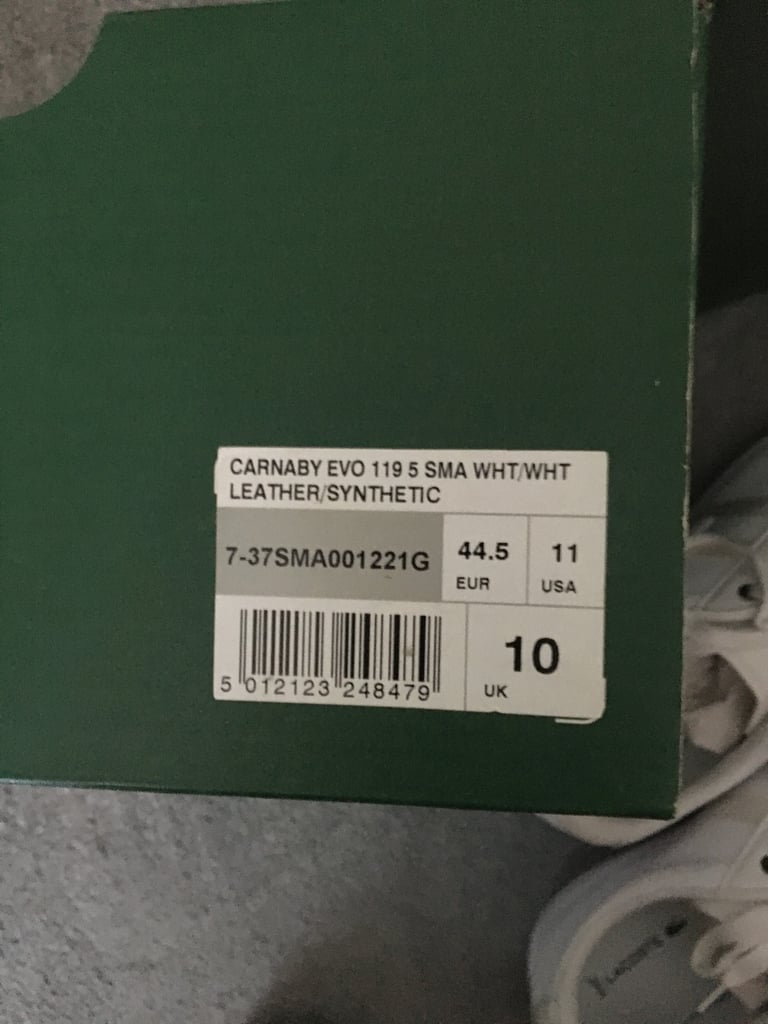 CARNABY EVO 119 5 SMA WHT/WHT
LEATHER/SYNTHETIC
7-37SMA001221G
44.5
EUR
11
USA
5 012123 248479
10
UK
LACOSTE